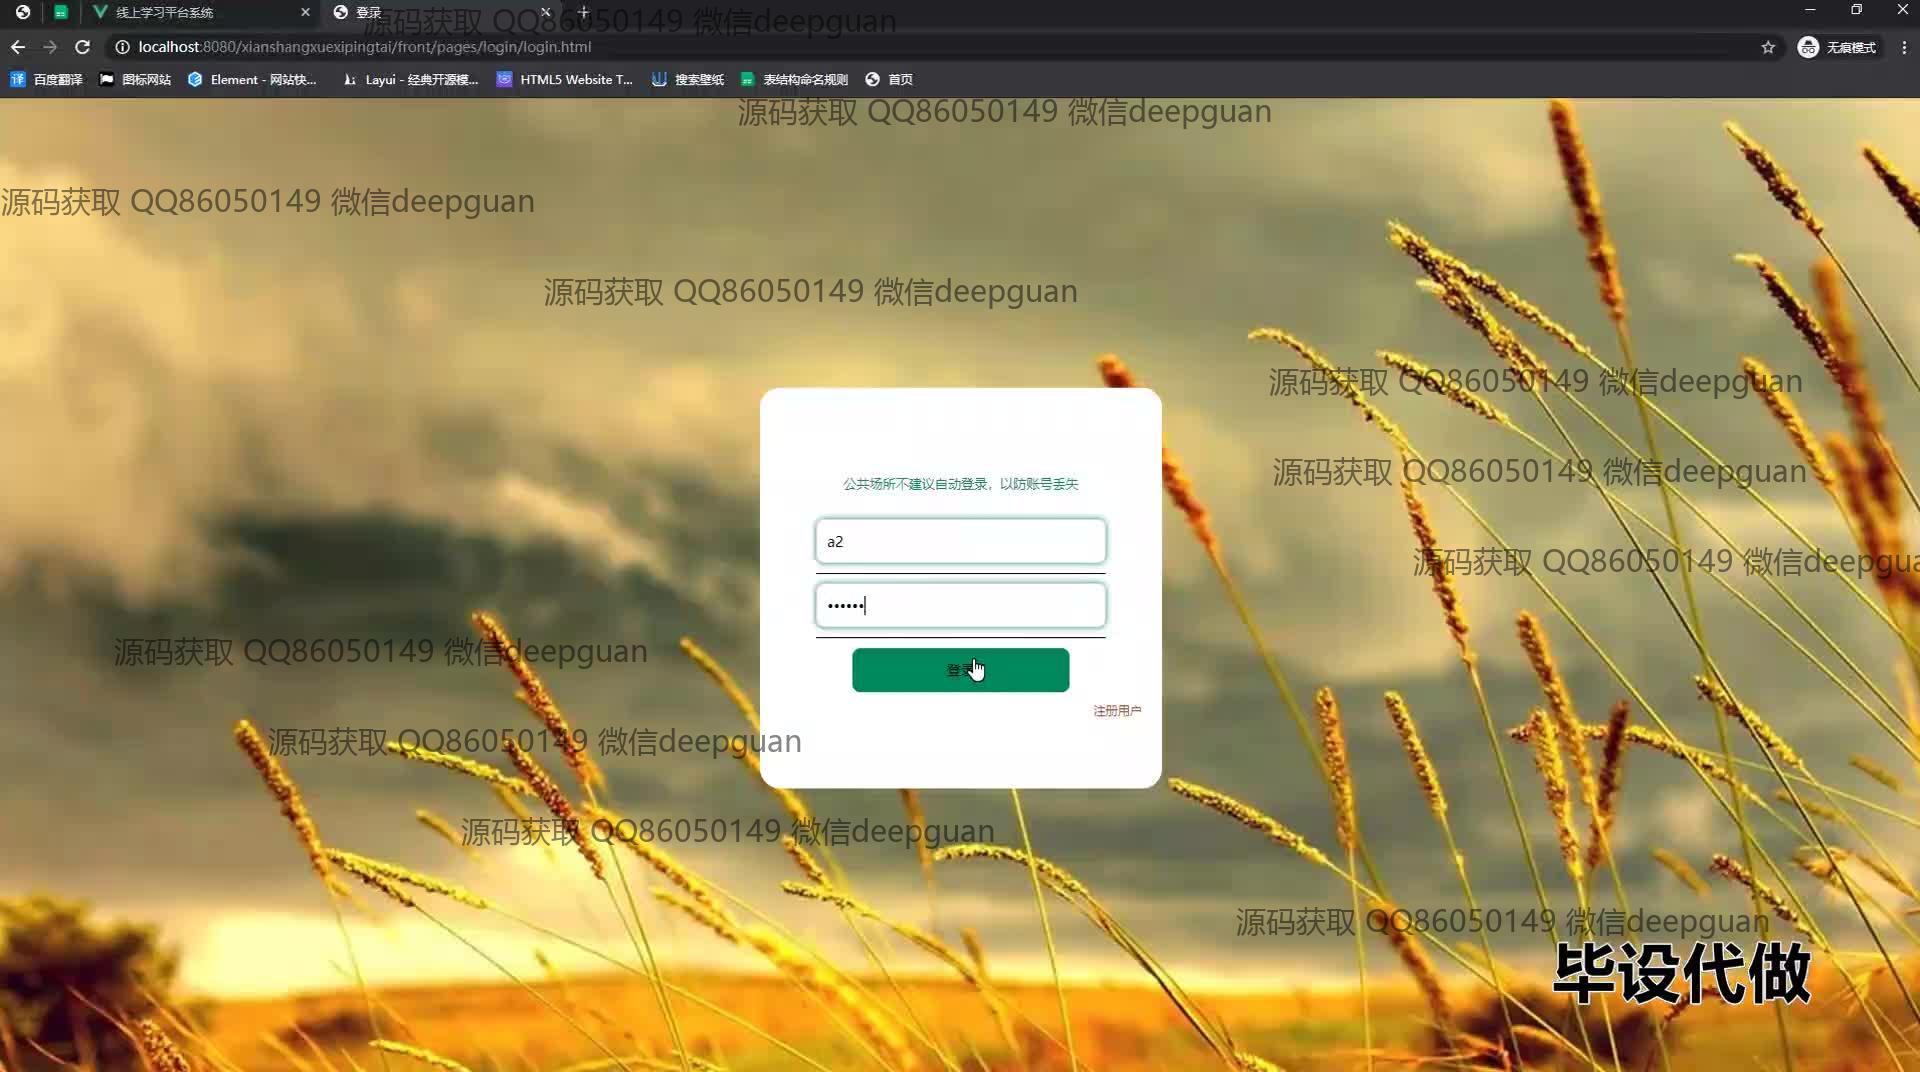 线上学习平台系统
登录
源码获取 QQ86050149 微信deepguan
localhost:8080/xianshangxuexipingtai/front/pages/login/login.html
无痕模式
百度翻译
图标网站
Element - 网站快...
Layui - 经典开源模...
HTML5 Website T...
搜索壁纸
表结构命名规则
首页
源码获取 QQ86050149 微信deepguan
源码获取 QQ86050149 微信deepguan
源码获取 QQ86050149 微信deepguan
源码获取 QQ86050149 微信deepguan
源码获取 QQ86050149 微信deepguan
公共场所不建议自动登录，以防账号丢失
a2
源码获取 QQ86050149 微信deepgua
••••••
源码获取 QQ86050149 微信deepguan
登录
注册用户
源码获取 QQ86050149 微信deepguan
源码获取 QQ86050149 微信deepguan
源码获取 QQ86050149 微信deepguan
毕设代做